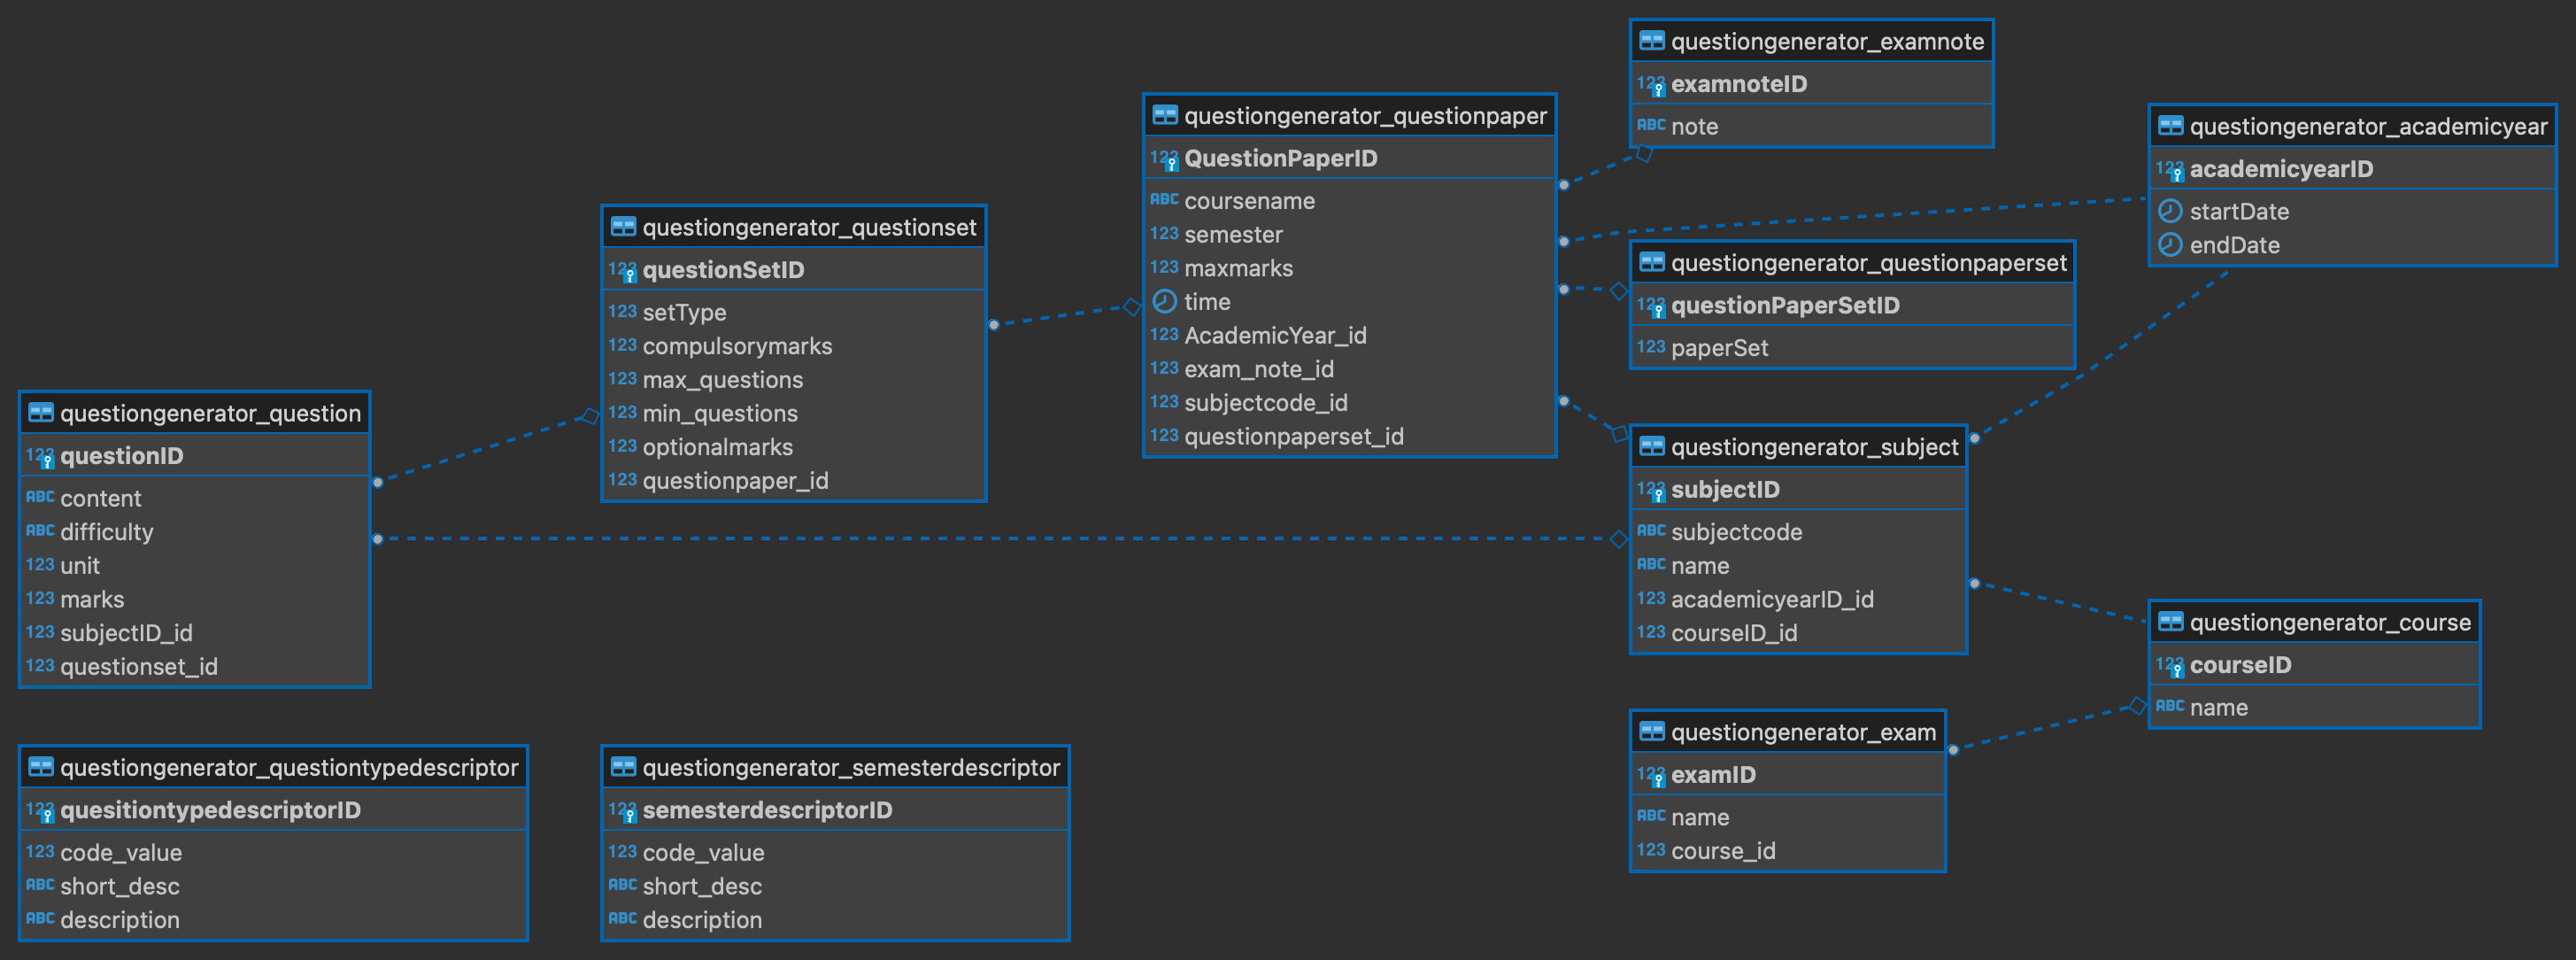 questiongenerator_question
123 questionID
ABC content
ABC difficulty
123 unit
123 marks
123 subjectID_id
123 questionset_id
questiongenerator_questionset
123 questionSetID
123 setType
123 compulsorymarks
123 max_questions
123 min_questions
123 optionalmarks
123 questionpaper_id
questiongenerator_questionpaper
123 QuestionPaperID
ABC coursename
123 semester
123 maxmarks
time
123 AcademicYear_id
123 exam_note_id
123 subjectcode_id
123 questionpaperset_id
questiongenerator_examnote
123 examnoteID
ABC note
questiongenerator_academicyear
123 academicyearID
startDate
endDate
questiongenerator_questionpaperset
123 questionPaperSetID
123 paperSet
questiongenerator_subject
123 subjectID
ABC subjectcode
ABC name
123 academicyearID_id
123 courseID_id
questiongenerator_course
123 courseID
ABC name
questiongenerator_exam
123 examID
ABC name
123 course_id
questiongenerator_questiontypedescriptor
123 quesitiontypedescriptorID
123 code_value
ABC short_desc
ABC description
questiongenerator_semesterdescriptor
123 semesterdescriptorID
123 code_value
ABC short_desc
ABC description